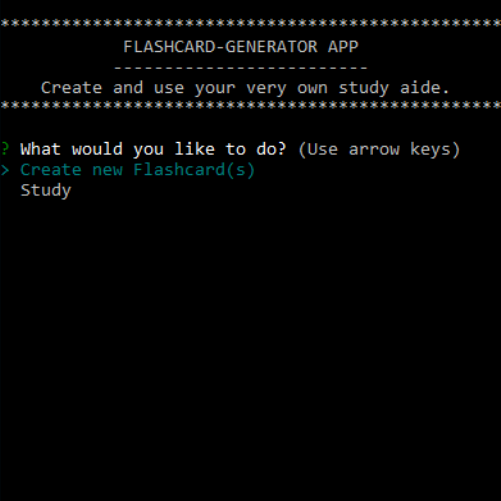 *************************************************
FLASHCARD-GENERATOR APP
-------------------------
Create and use your very own study aide.
*************************************************
? What would you like to do? (Use arrow keys)
> Create new Flashcard(s)
Study